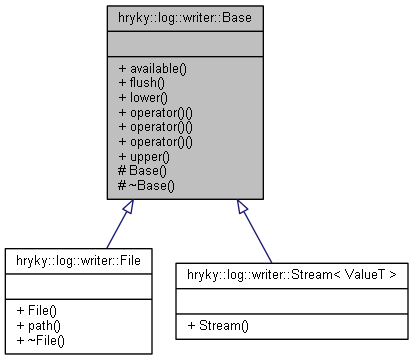 hryky::log::writer::Base
+ available()
+ flush()
+ lower()
+ operator()()
+ operator()()
+ operator()()
+ upper()
# Base()
# ~Base()
hryky::log::writer::File
+ File()
+ path()
+ ~File()
hryky::log::writer::Stream< ValueT >
+ Stream()